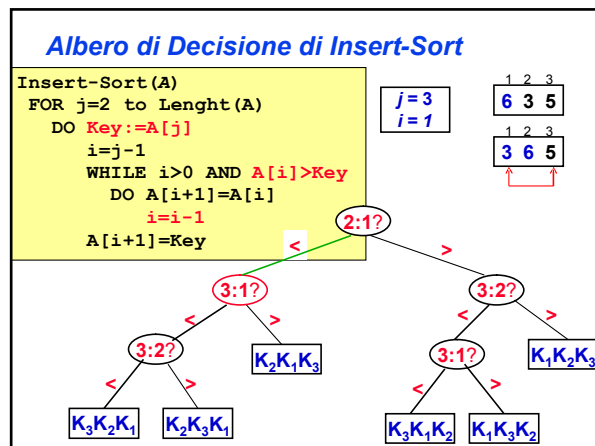 Albero di Decisione di Insert-Sort
Insert-Sort(A)
FOR j=2 to Lenght(A)
DO Key:=A[j]
i=j-1
WHILE i>0 AND A[i]>Key
DO A[i+1]=A[i]
i=i-1
A[i+1]=Key
j = 3
i = 1
1 2 3
6 3 5
1 2 3
3 6 5
2:1?
< >
3:1? 3:2?
< > < >
3:2? K2K1K3 3:1? K1K2K3
< > < >
K3K2K1 K2K3K1 K3K1K2 K1K3K2